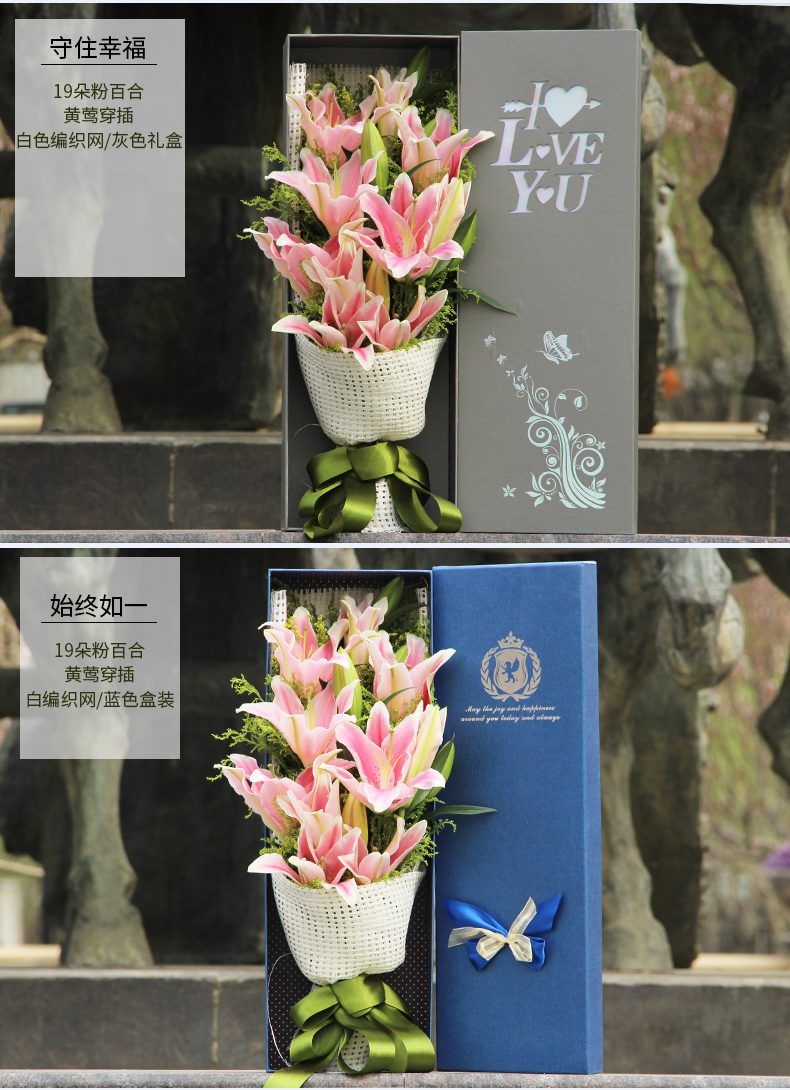 守住幸福
19朵粉百合
黄莺穿插
白色编织网/灰色礼盒
I
LOVE
YOU
始终如一
19朵粉百合
黄莺穿插
白编织网/蓝色盒装
May the joy and happiness
around you today and always